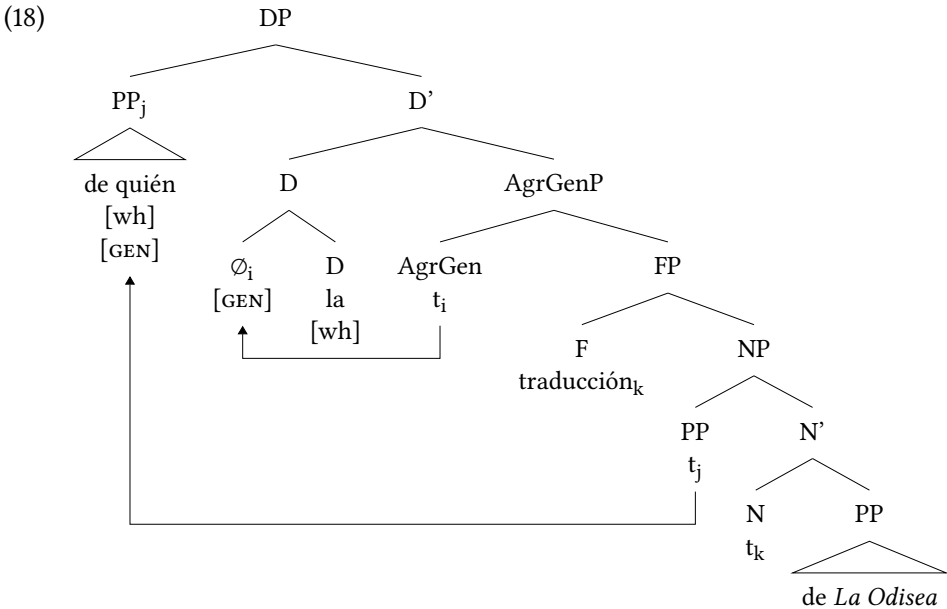 (18) DP
PPj D’
de quién D AgrGenP
[wh]
[GEN] ∅i D AgrGen FP
[GEN] la ti
[wh] F NP
traducciónk
PP N’
tj
N PP
tk
de La Odisea